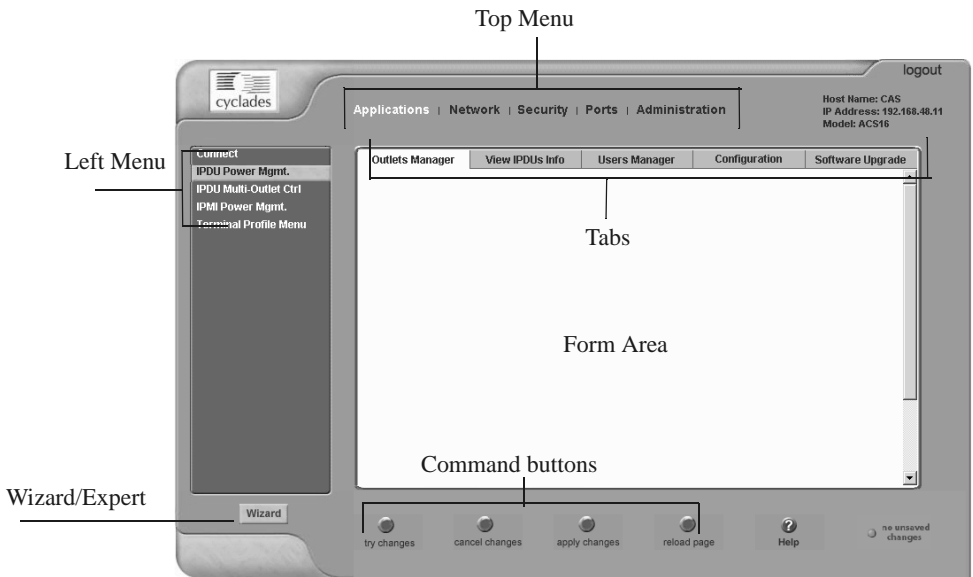 Top Menu
logout
cyclades
Applications | Network | Security | Ports | Administration
Host Name: CAS
IP Address: 192.168.48.11
Model: ACS16
Left Menu
Connect
IPDU Power Mgmt.
IPDU Multi-Outlet Ctrl
IPMI Power Mgmt.
Terminal Profile Menu
Outlets Manager
View IPDUs Info
Users Manager
Configuration
Software Upgrade
Tabs
Form Area
Command buttons
Wizard/Expert
Wizard
try changes
cancel changes
apply changes
reload page
?
Help
no unsaved
changes